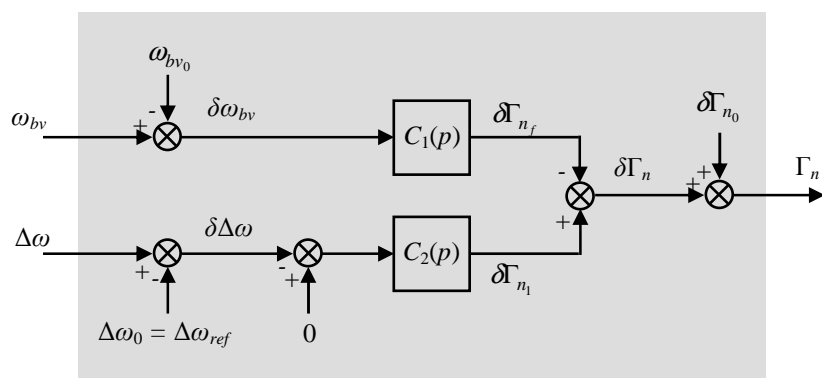 ω_{bv_0}
-
ω_{bv}
+
δω_{bv}
C_1(p)
δΓ_{n_f}
-
δΓ_n
δΓ_{n_0}
+
+
Γ_n
Δω
+
-
δΔω
-
+
C_2(p)
δΓ_{n_1}
+
Δω_0 = Δω_{ref}
0